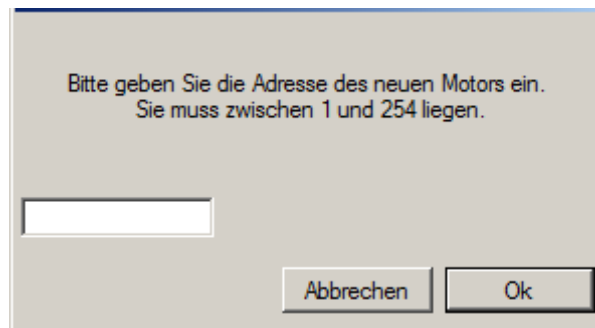 Bitte geben Sie die Adresse des neuen Motors ein.
Sie muss zwischen 1 und 254 liegen.
Abbrechen
Ok